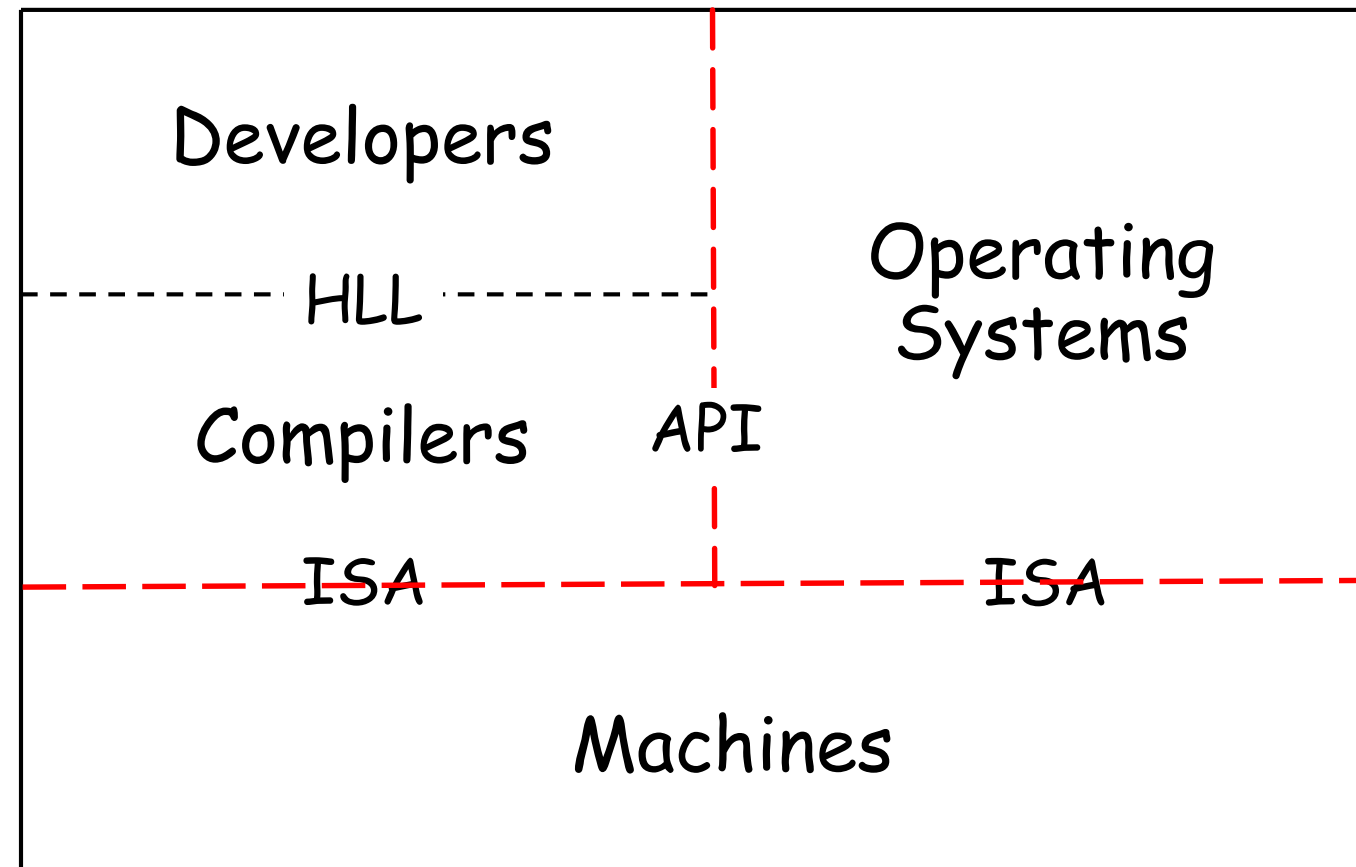 Developers
Operating
Systems
HLL
Compilers
API
ISA
ISA
Machines